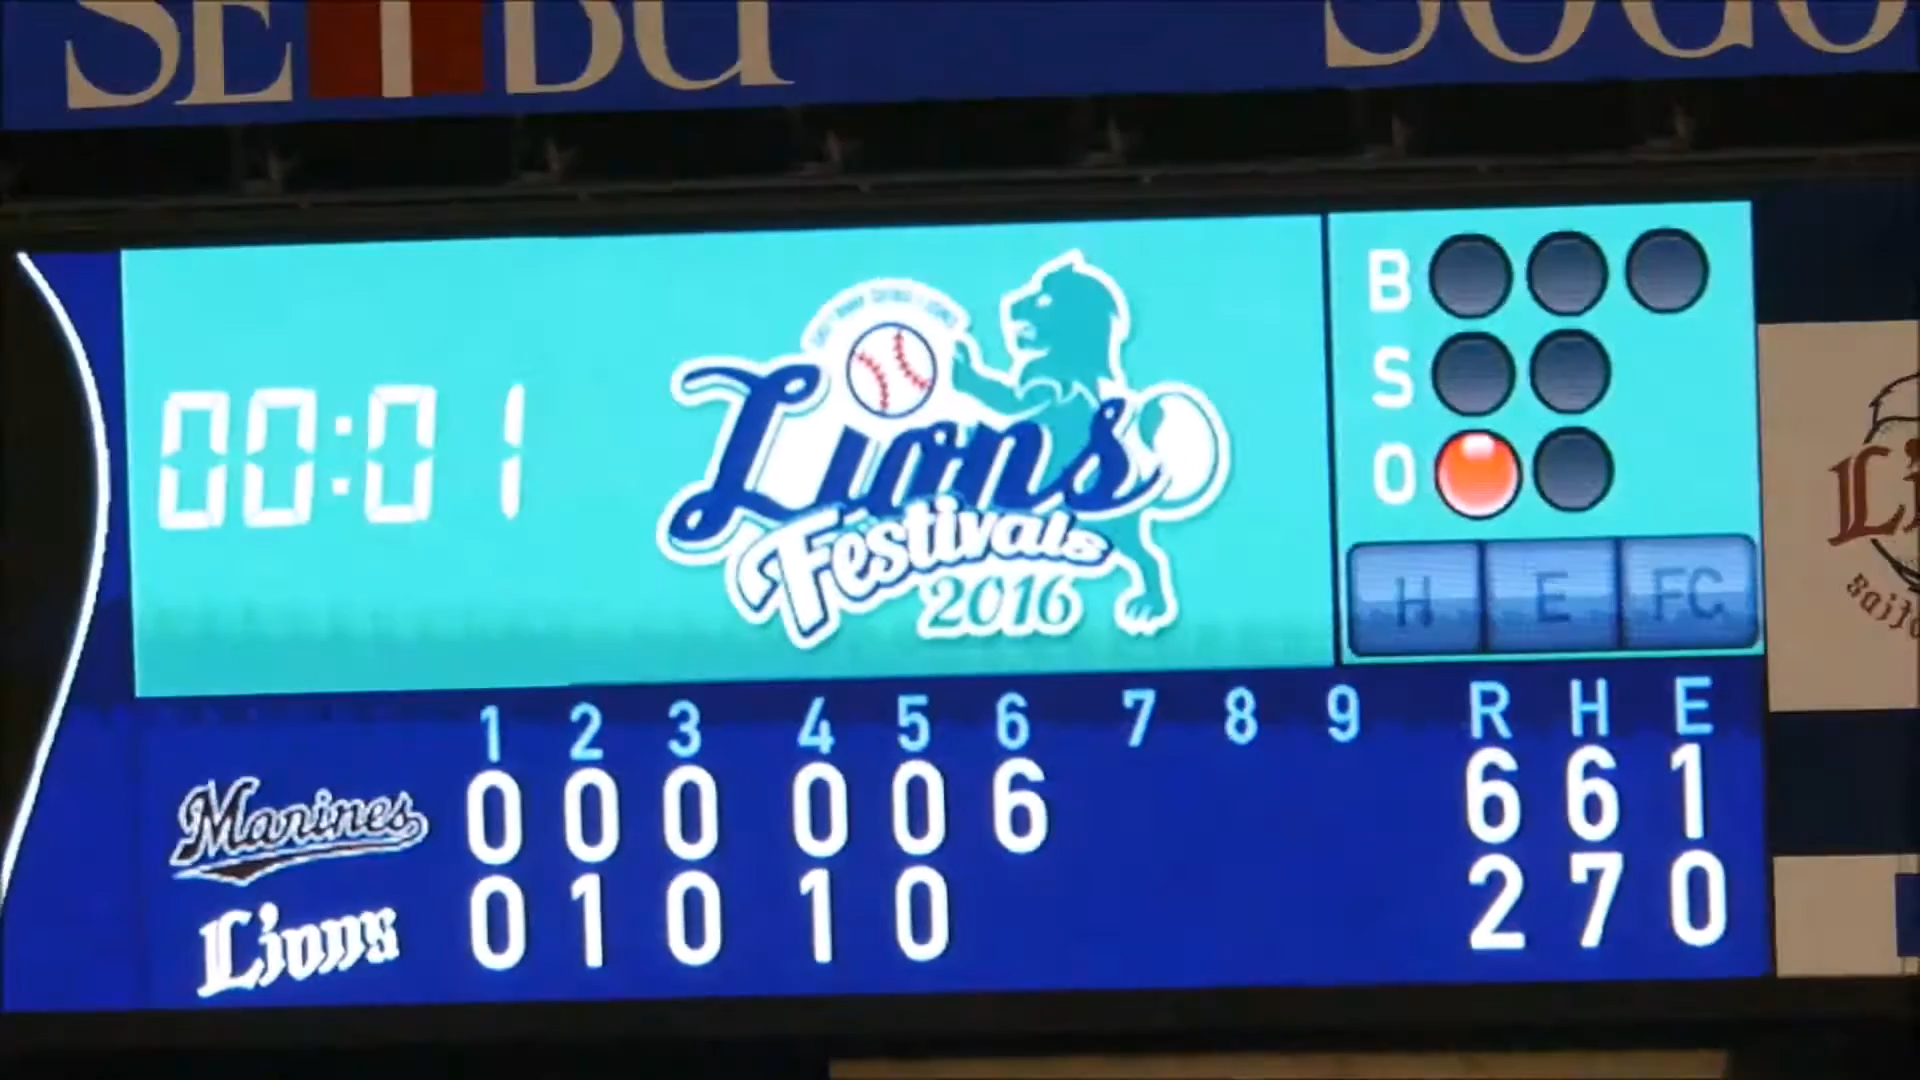 SEIBU SOGO
B
S
O
00:01
Lions
Festivals
2016
H E FC
1 2 3 4 5 6 7 8 9 R H E
Marines 0 0 0 0 0 6 6 6 1
Lions 0 1 0 1 0 2 7 0